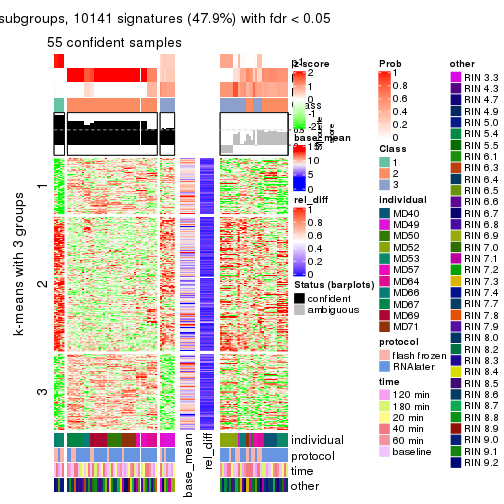 subgroups, 10141 signatures (47.9%) with fdr < 0.05
55 confident samples
k-means with 3 groups
1
2
3
individual
protocol
time
other
base_mean
rel_diff
z-score
2
1
0
-1
-2
base_mean
15
10
5
0
rel_diff
1
0.8
0.6
0.4
0.2
0
Status (barplots)
confident
ambiguous
Prob
1
0.8
0.6
0.4
0.2
0
Class
1
2
3
individual
MD40
MD49
MD50
MD52
MD53
MD57
MD64
MD66
MD67
MD69
MD71
protocol
flash frozen
RNAlater
time
120 min
180 min
20 min
40 min
60 min
baseline
other
RIN 3.3
RIN 4.3
RIN 4.7
RIN 4.9
RIN 5.0
RIN 5.4
RIN 5.5
RIN 6.1
RIN 6.3
RIN 6.4
RIN 6.5
RIN 6.6
RIN 6.7
RIN 6.8
RIN 6.9
RIN 7.0
RIN 7.1
RIN 7.2
RIN 7.3
RIN 7.4
RIN 7.6
RIN 7.8
RIN 7.9
RIN 8.0
RIN 8.2
RIN 8.3
RIN 8.4
RIN 8.5
RIN 8.6
RIN 8.7
RIN 8.8
RIN 8.9
RIN 9.0
RIN 9.1
RIN 9.2